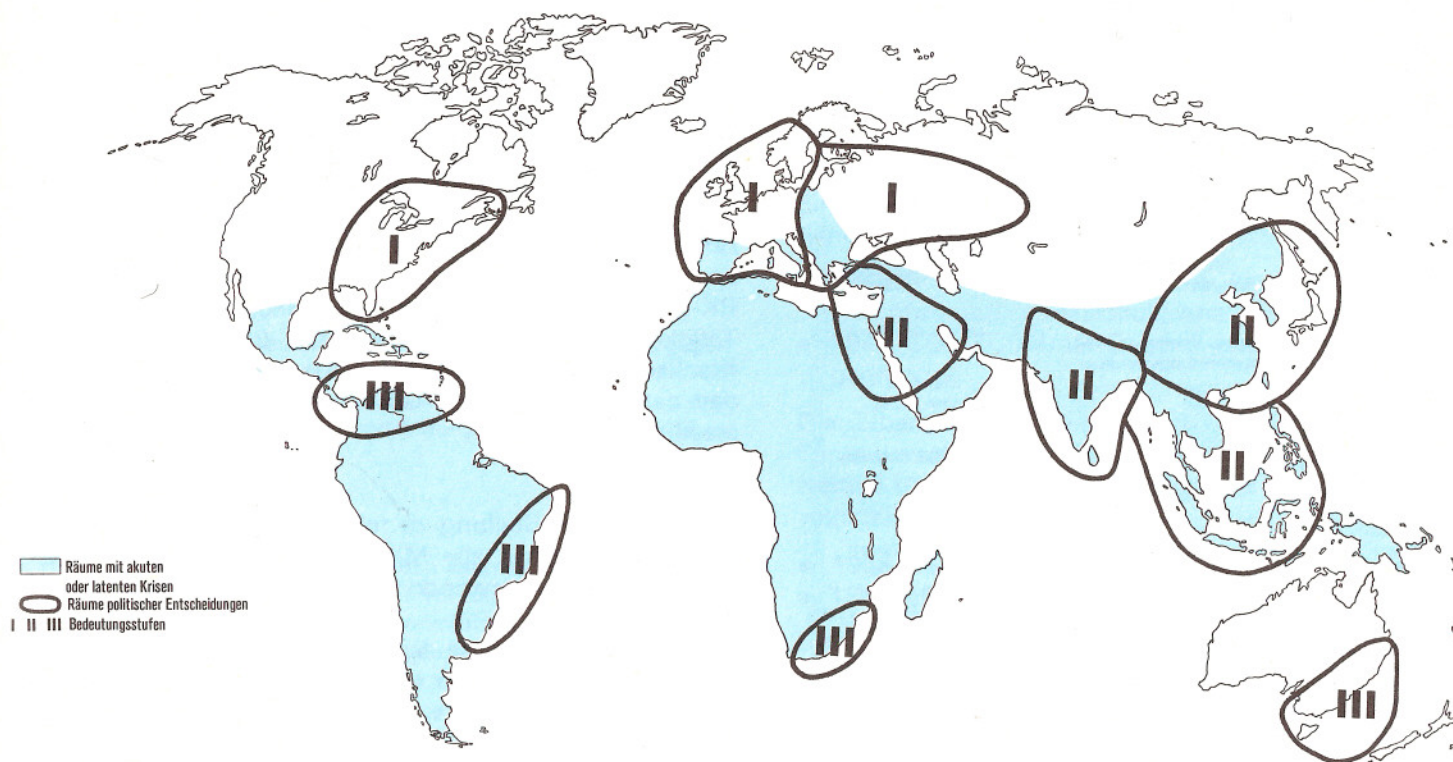 I
I
I
II
II
II
II
III
III
III
III
Räume mit akuten
oder latenten Krisen
Räume politischer Entscheidungen
I II III Bedeutungsstufen